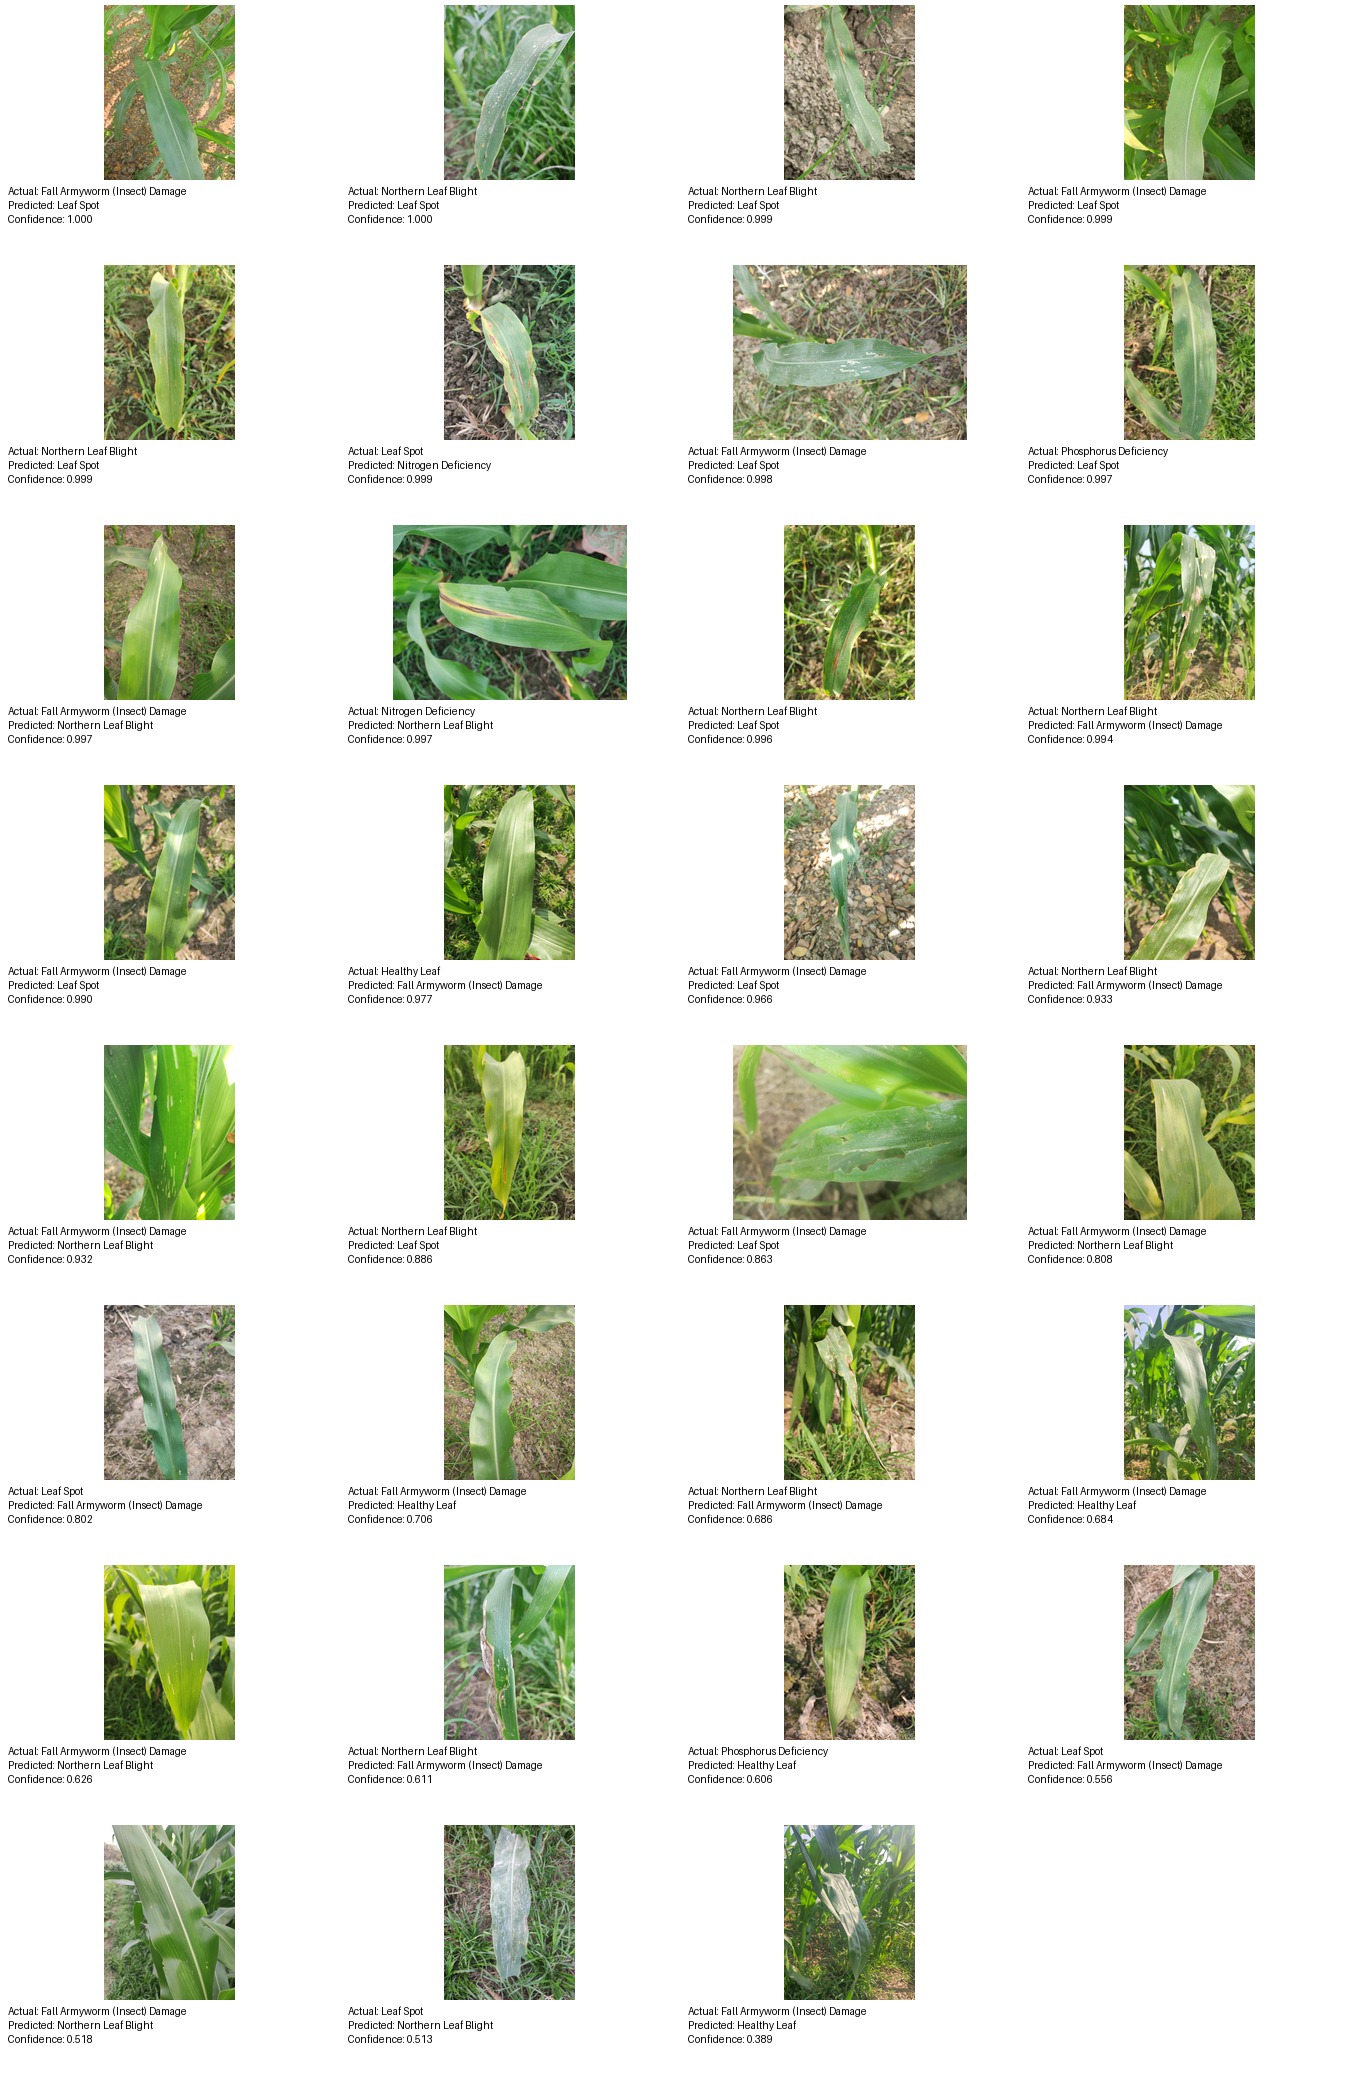 Actual: Fall Armyworm (Insect) Damage
Predicted: Leaf Spot
Confidence: 1.000
Actual: Northern Leaf Blight
Predicted: Leaf Spot
Confidence: 1.000
Actual: Northern Leaf Blight
Predicted: Leaf Spot
Confidence: 0.999
Actual: Fall Armyworm (Insect) Damage
Predicted: Leaf Spot
Confidence: 0.999
Actual: Northern Leaf Blight
Predicted: Leaf Spot
Confidence: 0.999
Actual: Leaf Spot
Predicted: Nitrogen Deficiency
Confidence: 0.999
Actual: Fall Armyworm (Insect) Damage
Predicted: Leaf Spot
Confidence: 0.998
Actual: Phosphorus Deficiency
Predicted: Leaf Spot
Confidence: 0.997
Actual: Fall Armyworm (Insect) Damage
Predicted: Northern Leaf Blight
Confidence: 0.997
Actual: Nitrogen Deficiency
Predicted: Northern Leaf Blight
Confidence: 0.997
Actual: Northern Leaf Blight
Predicted: Leaf Spot
Confidence: 0.996
Actual: Northern Leaf Blight
Predicted: Fall Armyworm (Insect) Damage
Confidence: 0.994
Actual: Fall Armyworm (Insect) Damage
Predicted: Leaf Spot
Confidence: 0.990
Actual: Healthy Leaf
Predicted: Fall Armyworm (Insect) Damage
Confidence: 0.977
Actual: Fall Armyworm (Insect) Damage
Predicted: Leaf Spot
Confidence: 0.966
Actual: Northern Leaf Blight
Predicted: Fall Armyworm (Insect) Damage
Confidence: 0.933
Actual: Fall Armyworm (Insect) Damage
Predicted: Northern Leaf Blight
Confidence: 0.932
Actual: Northern Leaf Blight
Predicted: Leaf Spot
Confidence: 0.886
Actual: Fall Armyworm (Insect) Damage
Predicted: Leaf Spot
Confidence: 0.863
Actual: Fall Armyworm (Insect) Damage
Predicted: Northern Leaf Blight
Confidence: 0.808
Actual: Leaf Spot
Predicted: Fall Armyworm (Insect) Damage
Confidence: 0.802
Actual: Fall Armyworm (Insect) Damage
Predicted: Healthy Leaf
Confidence: 0.706
Actual: Northern Leaf Blight
Predicted: Fall Armyworm (Insect) Damage
Confidence: 0.686
Actual: Fall Armyworm (Insect) Damage
Predicted: Healthy Leaf
Confidence: 0.684
Actual: Fall Armyworm (Insect) Damage
Predicted: Northern Leaf Blight
Confidence: 0.626
Actual: Northern Leaf Blight
Predicted: Fall Armyworm (Insect) Damage
Confidence: 0.611
Actual: Phosphorus Deficiency
Predicted: Healthy Leaf
Confidence: 0.606
Actual: Leaf Spot
Predicted: Fall Armyworm (Insect) Damage
Confidence: 0.556
Actual: Fall Armyworm (Insect) Damage
Predicted: Northern Leaf Blight
Confidence: 0.518
Actual: Leaf Spot
Predicted: Northern Leaf Blight
Confidence: 0.513
Actual: Fall Armyworm (Insect) Damage
Predicted: Healthy Leaf
Confidence: 0.389